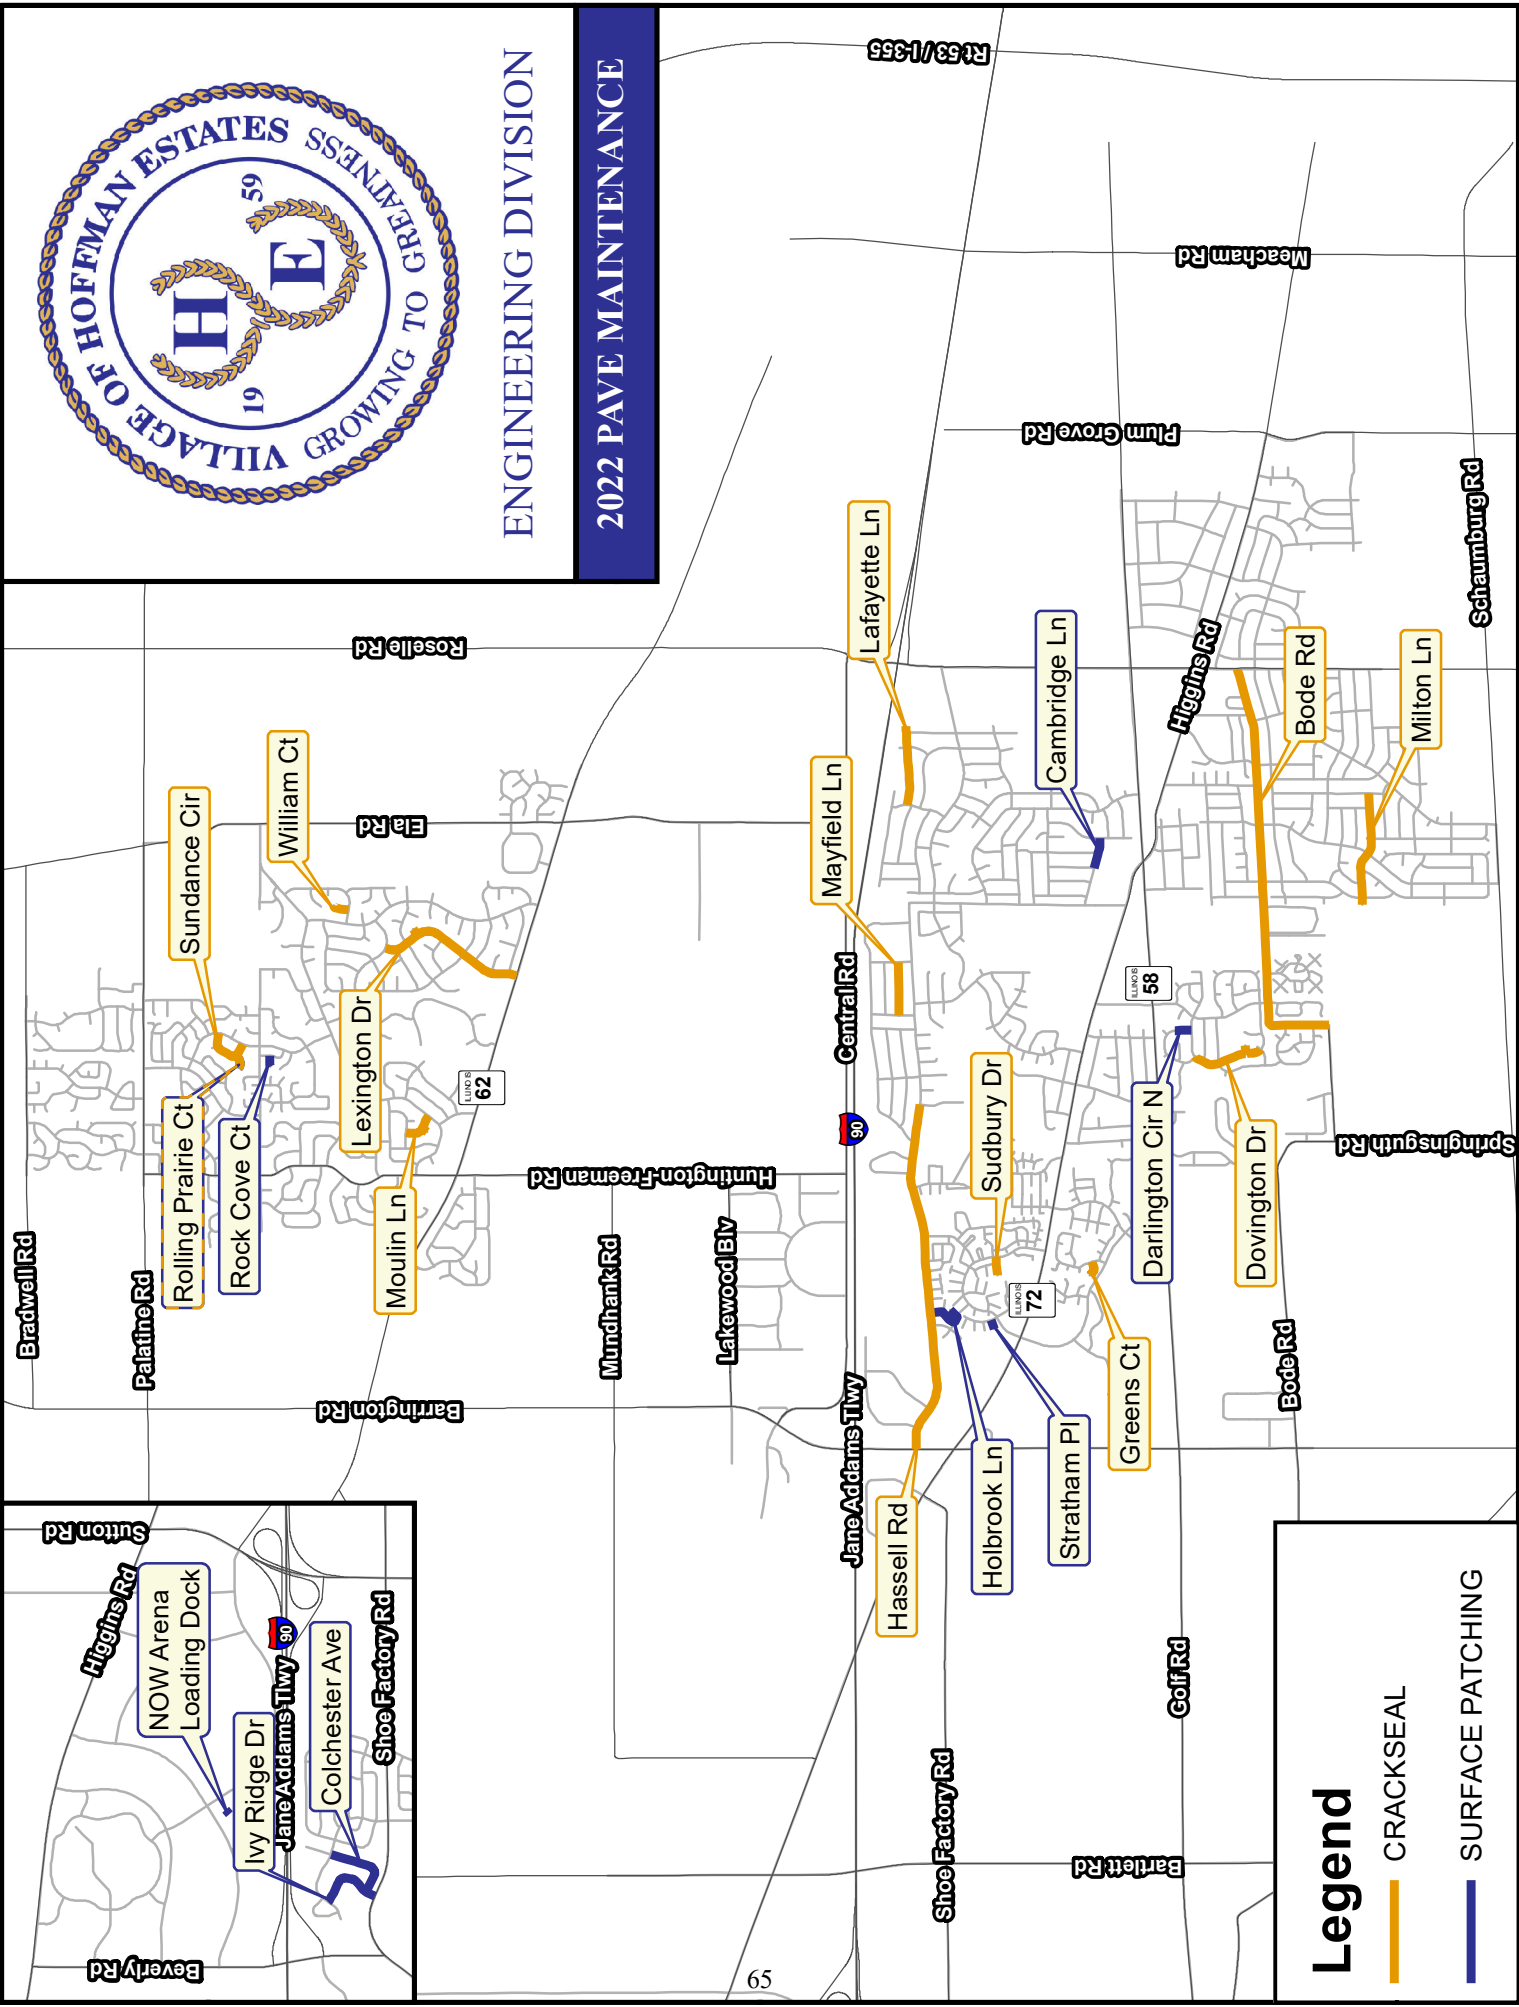 VILLAGE OF HOFFMAN ESTATES
GROWING TO GREATNESS
19
59
H
E
ENGINEERING DIVISION
2022 PAVE MAINTENANCE
Sutton Rd
Higgins Rd
NOW Arena
Loading Dock
Ivy Ridge Dr
Jane Addams Tlwy
90
Colchester Ave
Shoe Factory Rd
Beverly Rd
Bradwell Rd
Palatine Rd
Rolling Prairie Ct
Rock Cove Ct
Sundance Cir
William Ct
Lexington Dr
Moulin Ln
ILLINOIS
62
Ela Rd
Roselle Rd
Barrington Rd
Huntington-Freeman Rd
Mundhank Rd
Lakewood Blv
Central Rd
90
Jane Addams Tlwy
Mayfield Ln
Lafayette Ln
Rt 53 / I-355
Meacham Rd
Plum Grove Rd
Hassell Rd
Holbrook Ln
Stratham Pl
Sudbury Dr
ILLINOIS
72
Greens Ct
Cambridge Ln
Higgins Rd
ILLINOIS
58
Darlington Cir N
Dovington Dr
Bode Rd
Milton Ln
Schaumburg Rd
Springinsguth Rd
Bode Rd
Golf Rd
Shoe Factory Rd
Bartlett Rd
Legend
CRACKSEAL
SURFACE PATCHING
65